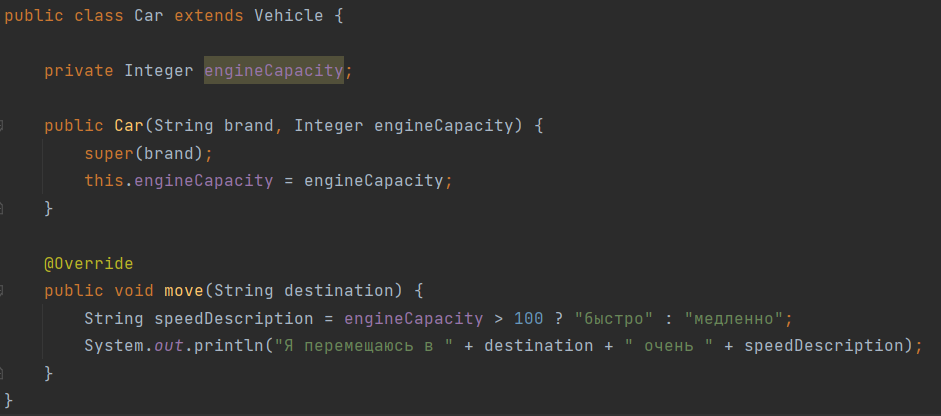 public class Car extends Vehicle {
private Integer engineCapacity;
public Car(String brand, Integer engineCapacity) {
super(brand);
this.engineCapacity = engineCapacity;
}
@Override
public void move(String destination) {
String speedDescription = engineCapacity > 100 ? "быстро" : "медленно";
System.out.println("Я перемещаюсь в " + destination + " очень " + speedDescription);
}
}